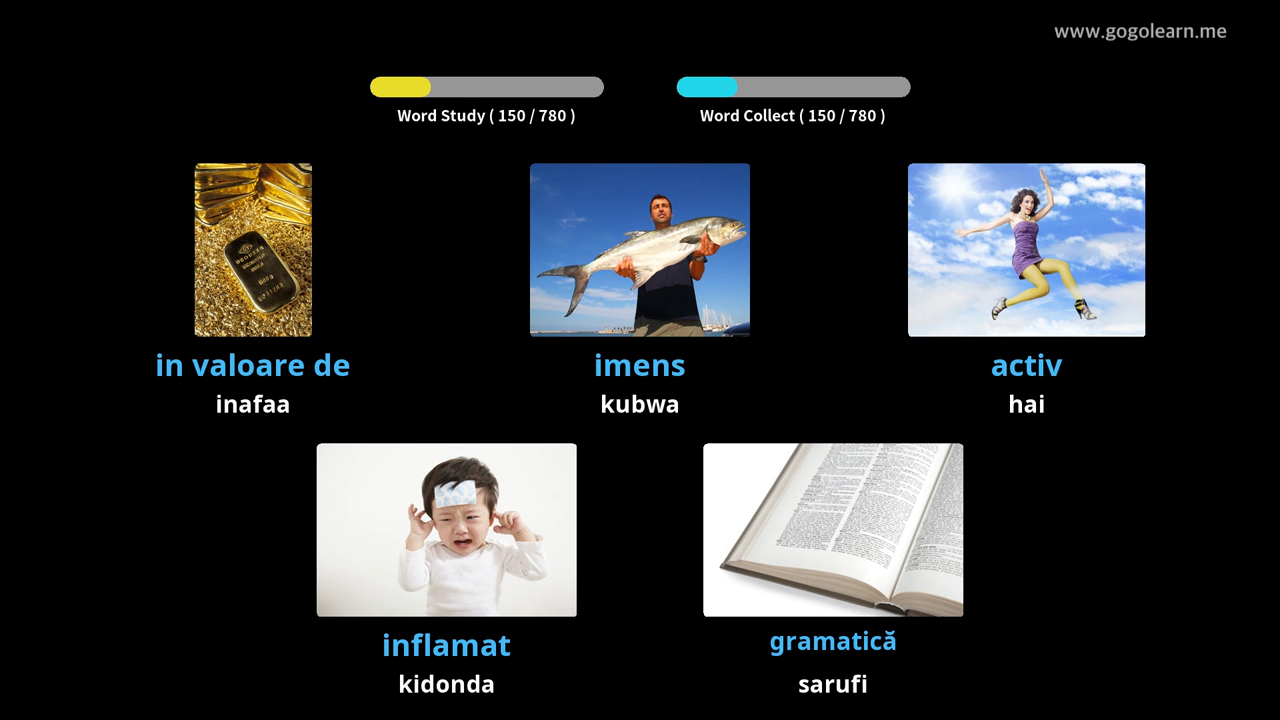 www.gogolearn.me
Word Study ( 150 / 780 )
Word Collect ( 150 / 780 )
in valoare de
inafaa
imens
kubwa
activ
hai
inflamat
kidonda
gramatică
sarufi